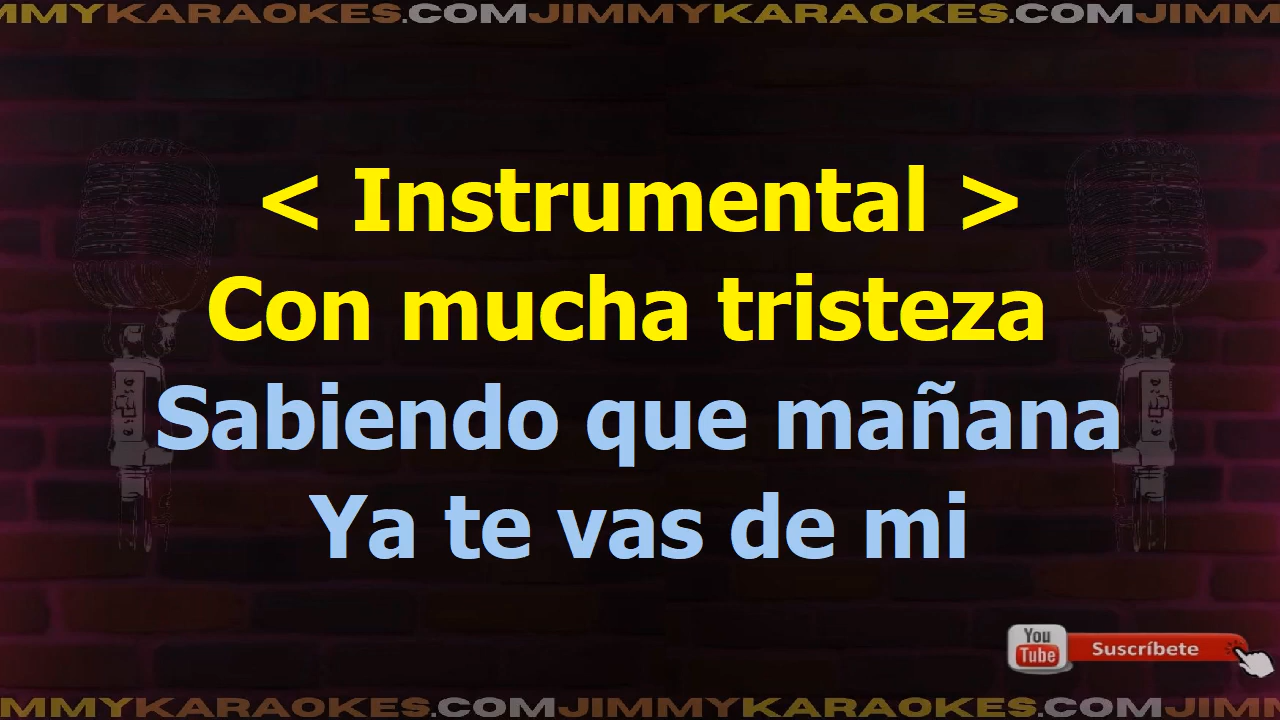 JIMMYKARAOKES.COMJIMMYKARAOKES.COMJIMM
< Instrumental >
Con mucha tristeza
Sabiendo que mañana
Ya te vas de mi
You
Tube
Suscríbete
MMYKARAOKES.COMJIMMYKARAOKES.COMJIMM